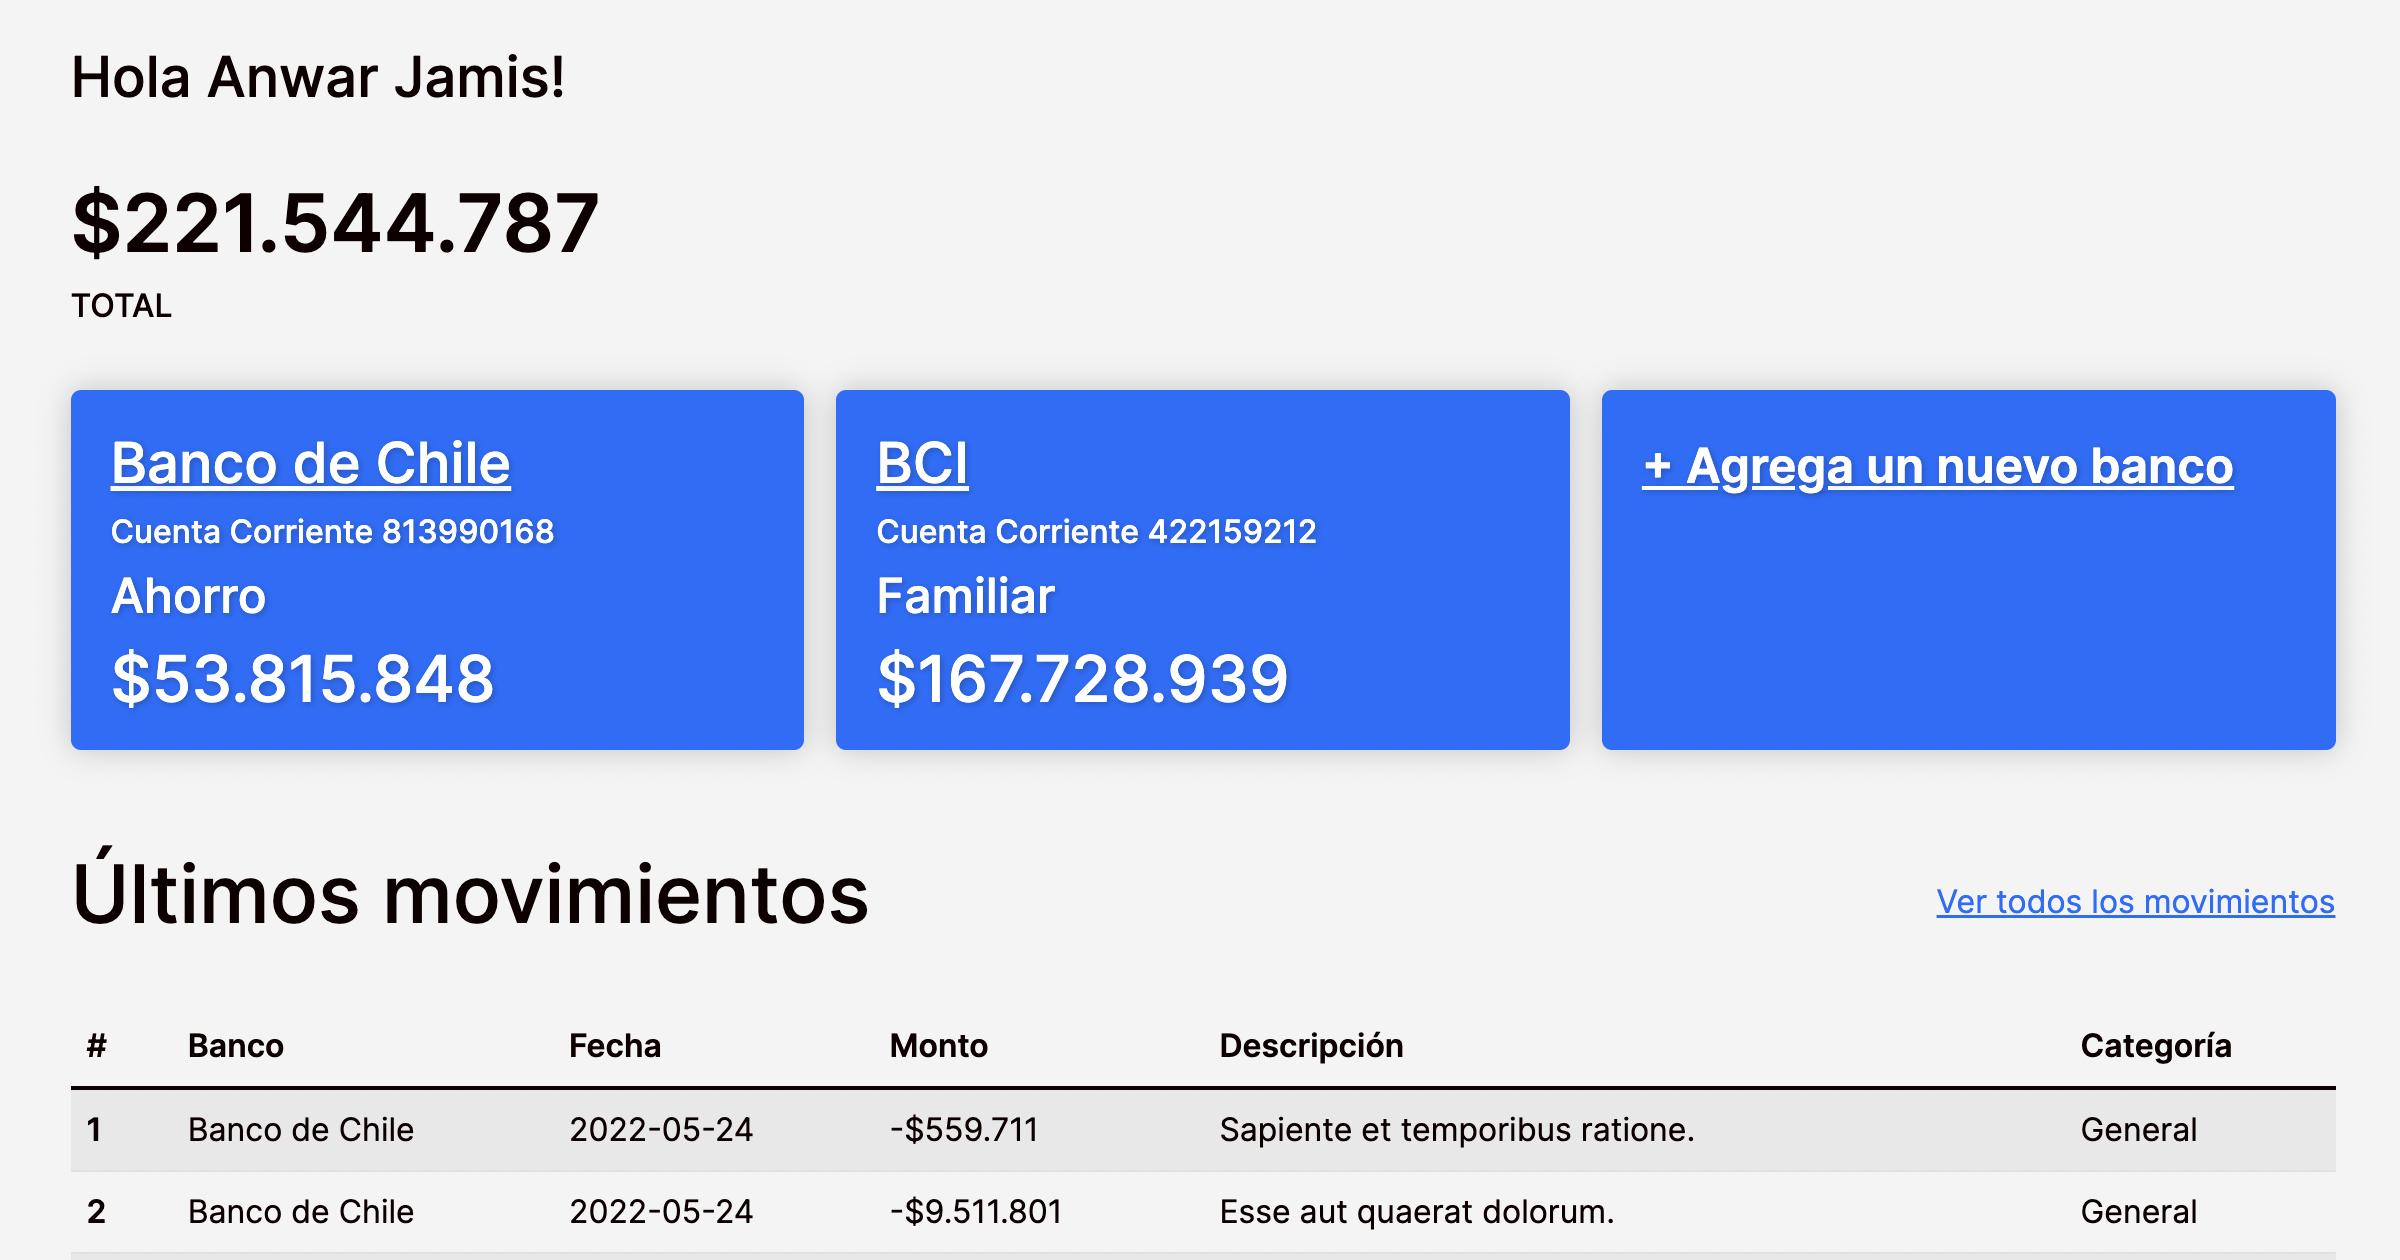 Hola Anwar Jamis!
$221.544.787
TOTAL
Banco de Chile
Cuenta Corriente 813990168
Ahorro
$53.815.848
BCI
Cuenta Corriente 422159212
Familiar
$167.728.939
+ Agrega un nuevo banco
Últimos movimientos
Ver todos los movimientos
# Banco Fecha Monto Descripción Categoría
1 Banco de Chile 2022-05-24 -$559.711 Sapiente et temporibus ratione. General
2 Banco de Chile 2022-05-24 -$9.511.801 Esse aut quaerat dolorum. General